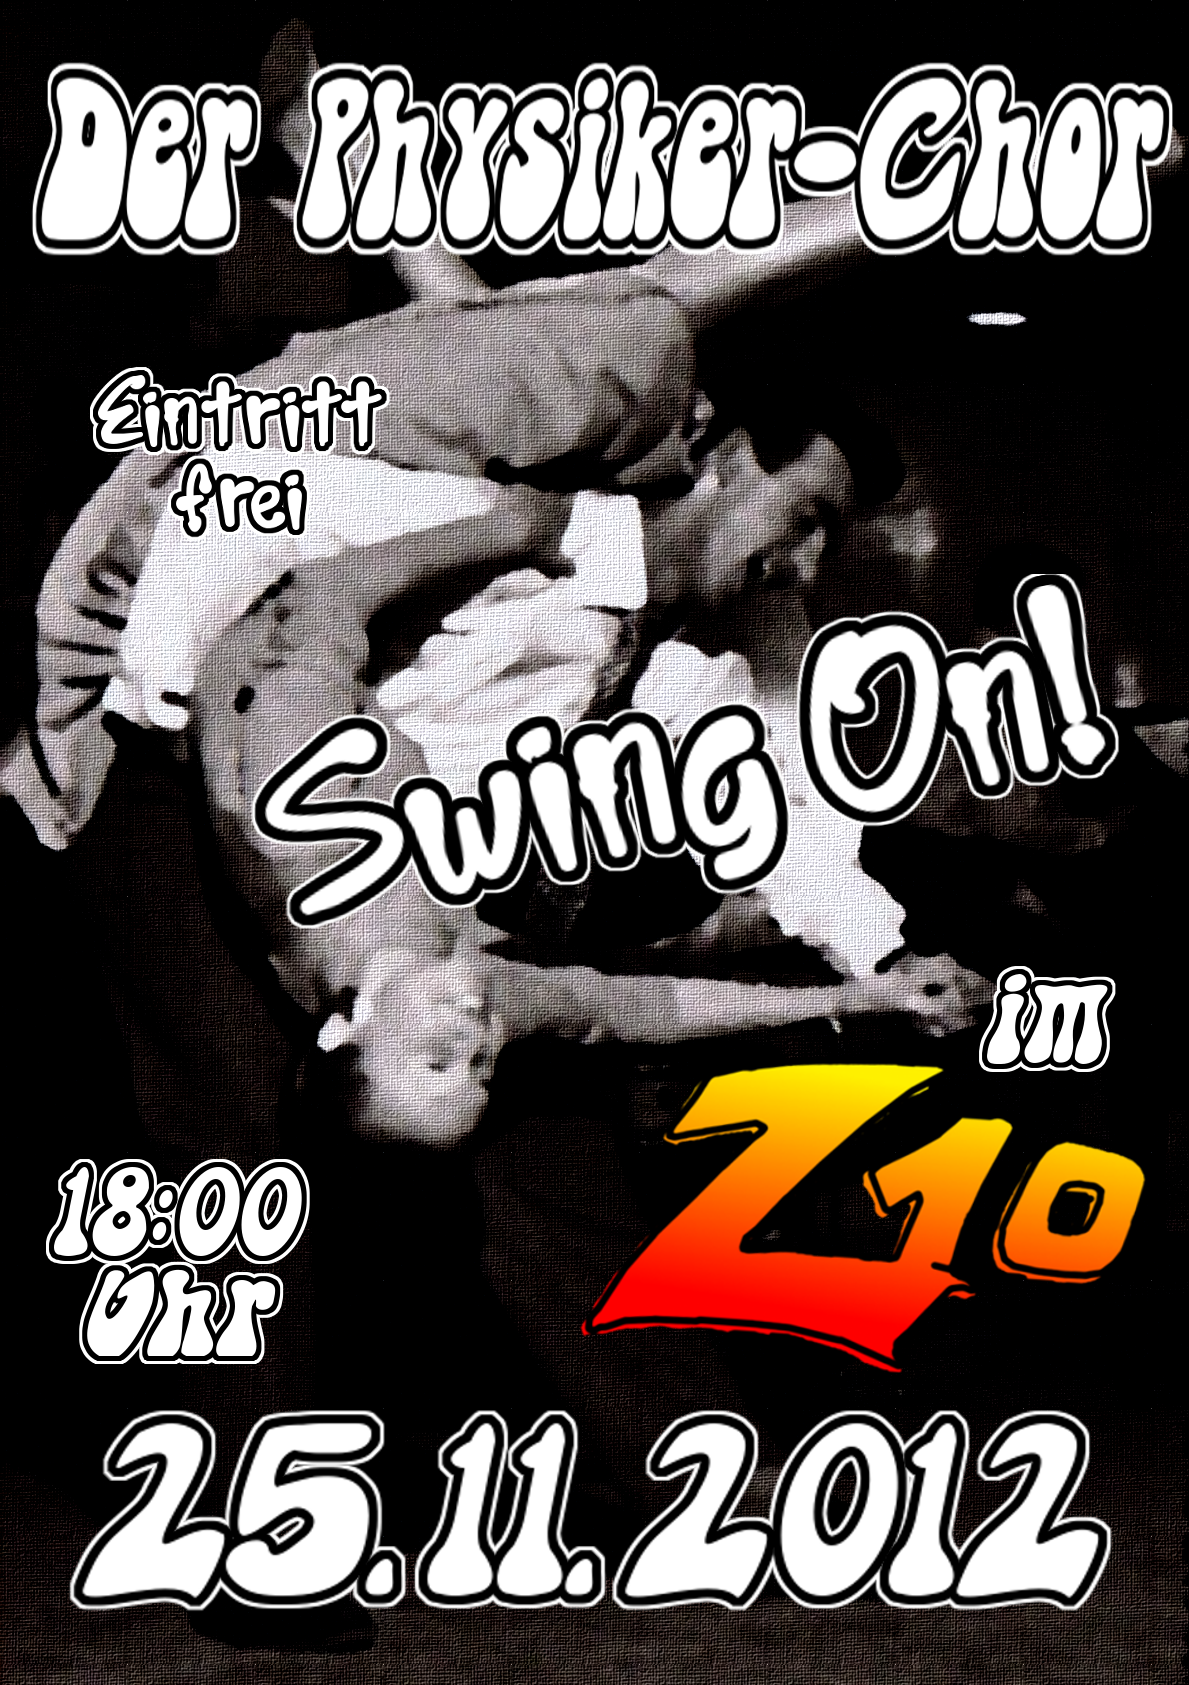 Der Physiker-Chor
Eintritt
frei
Swing On!
im
Z10
18:00
Uhr
25.11.2012